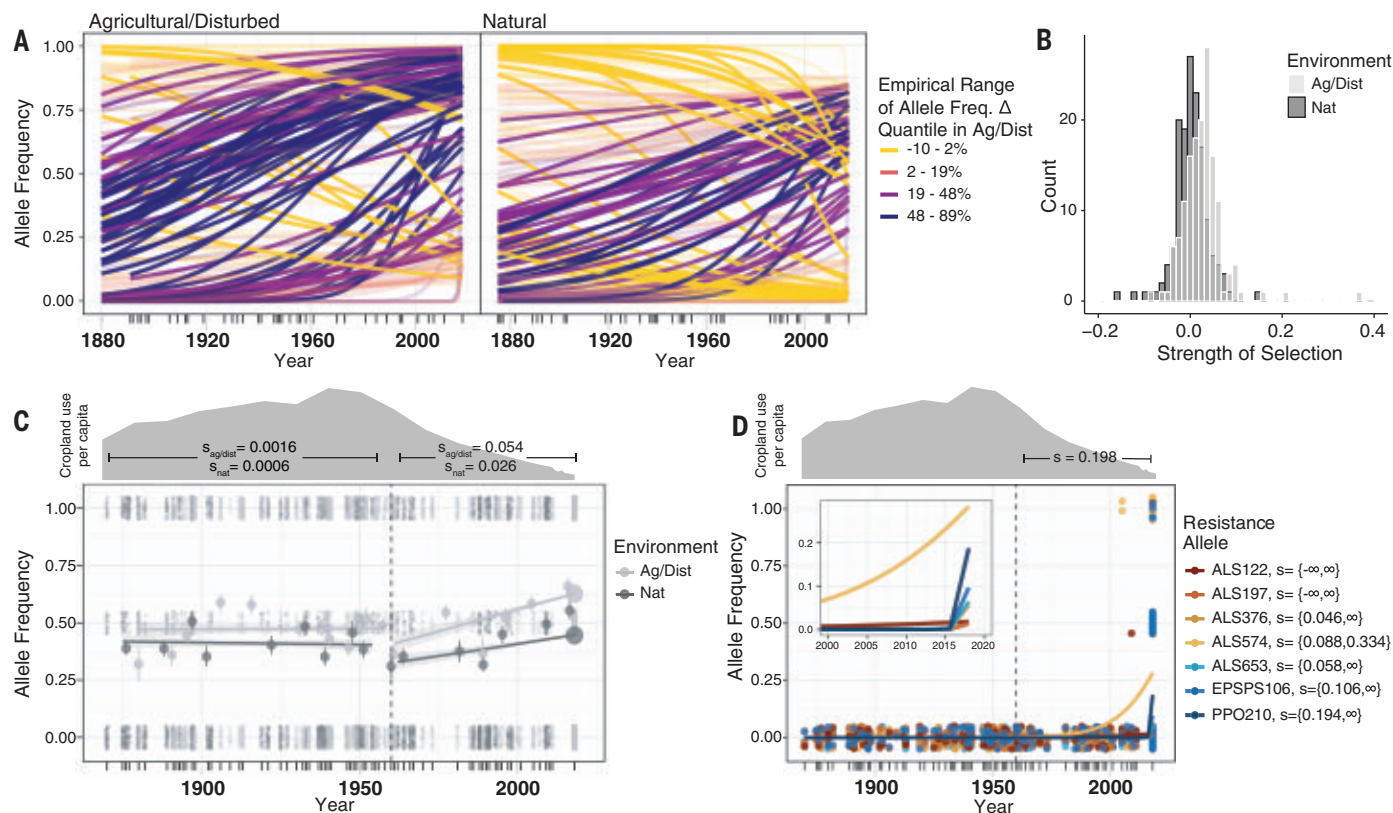 A
Agricultural/Disturbed
Natural
Allele Frequency
1.00
0.75
0.50
0.25
0.00
1880
1920
1960
2000
1880
1920
1960
2000
Year
Year
Empirical Range
of Allele Freq. Δ
Quantile in Ag/Dist
-10 - 2%
2 - 19%
19 - 48%
48 - 89%
B
Count
20
10
0
−0.2
0.0
0.2
0.4
Strength of Selection
Environment
Ag/Dist
Nat
C
Cropland use
per capita
s_ag/dist = 0.0016
s_nat = 0.0006
s_ag/dist = 0.054
s_nat = 0.026
Allele Frequency
1.00
0.75
0.50
0.25
0.00
1900
1950
2000
Year
Environment
Ag/Dist
Nat
D
Cropland use
per capita
s = 0.198
Allele Frequency
1.00
0.75
0.50
0.25
0.00
0.2
0.1
0.0
2000
2005
2010
2015
2020
1900
1950
2000
Year
Resistance
Allele
ALS122, s= {-∞,∞}
ALS197, s= {-∞,∞}
ALS376, s= {0.046,∞}
ALS574, s= {0.088,0.334}
ALS653, s= {0.058,∞}
EPSPS106, s={0.106,∞}
PPO210, s={0.194,∞}